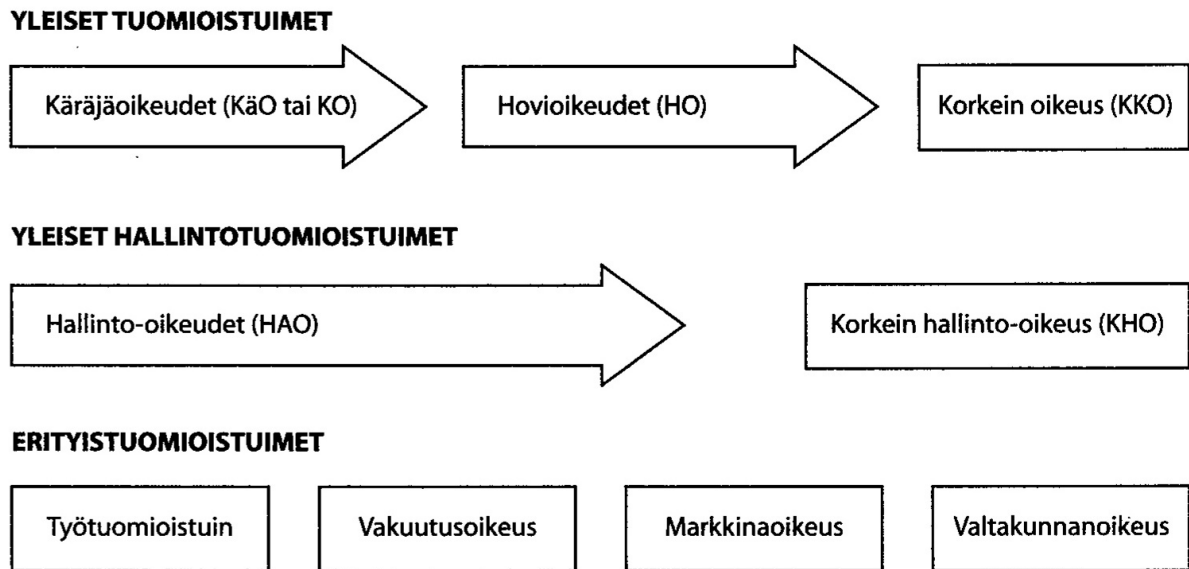 YLEISET TUOMIOISTUIMET
Käräjäoikeudet (KäO tai KO)
Hovioikeudet (HO)
Korkein oikeus (KKO)
YLEISET HALLINTOTUOMIOISTUIMET
Hallinto-oikeudet (HAO)
Korkein hallinto-oikeus (KHO)
ERITYISTUOMIOISTUIMET
Työtuomioistuin
Vakuutusoikeus
Markkinaoikeus
Valtakunnanoikeus